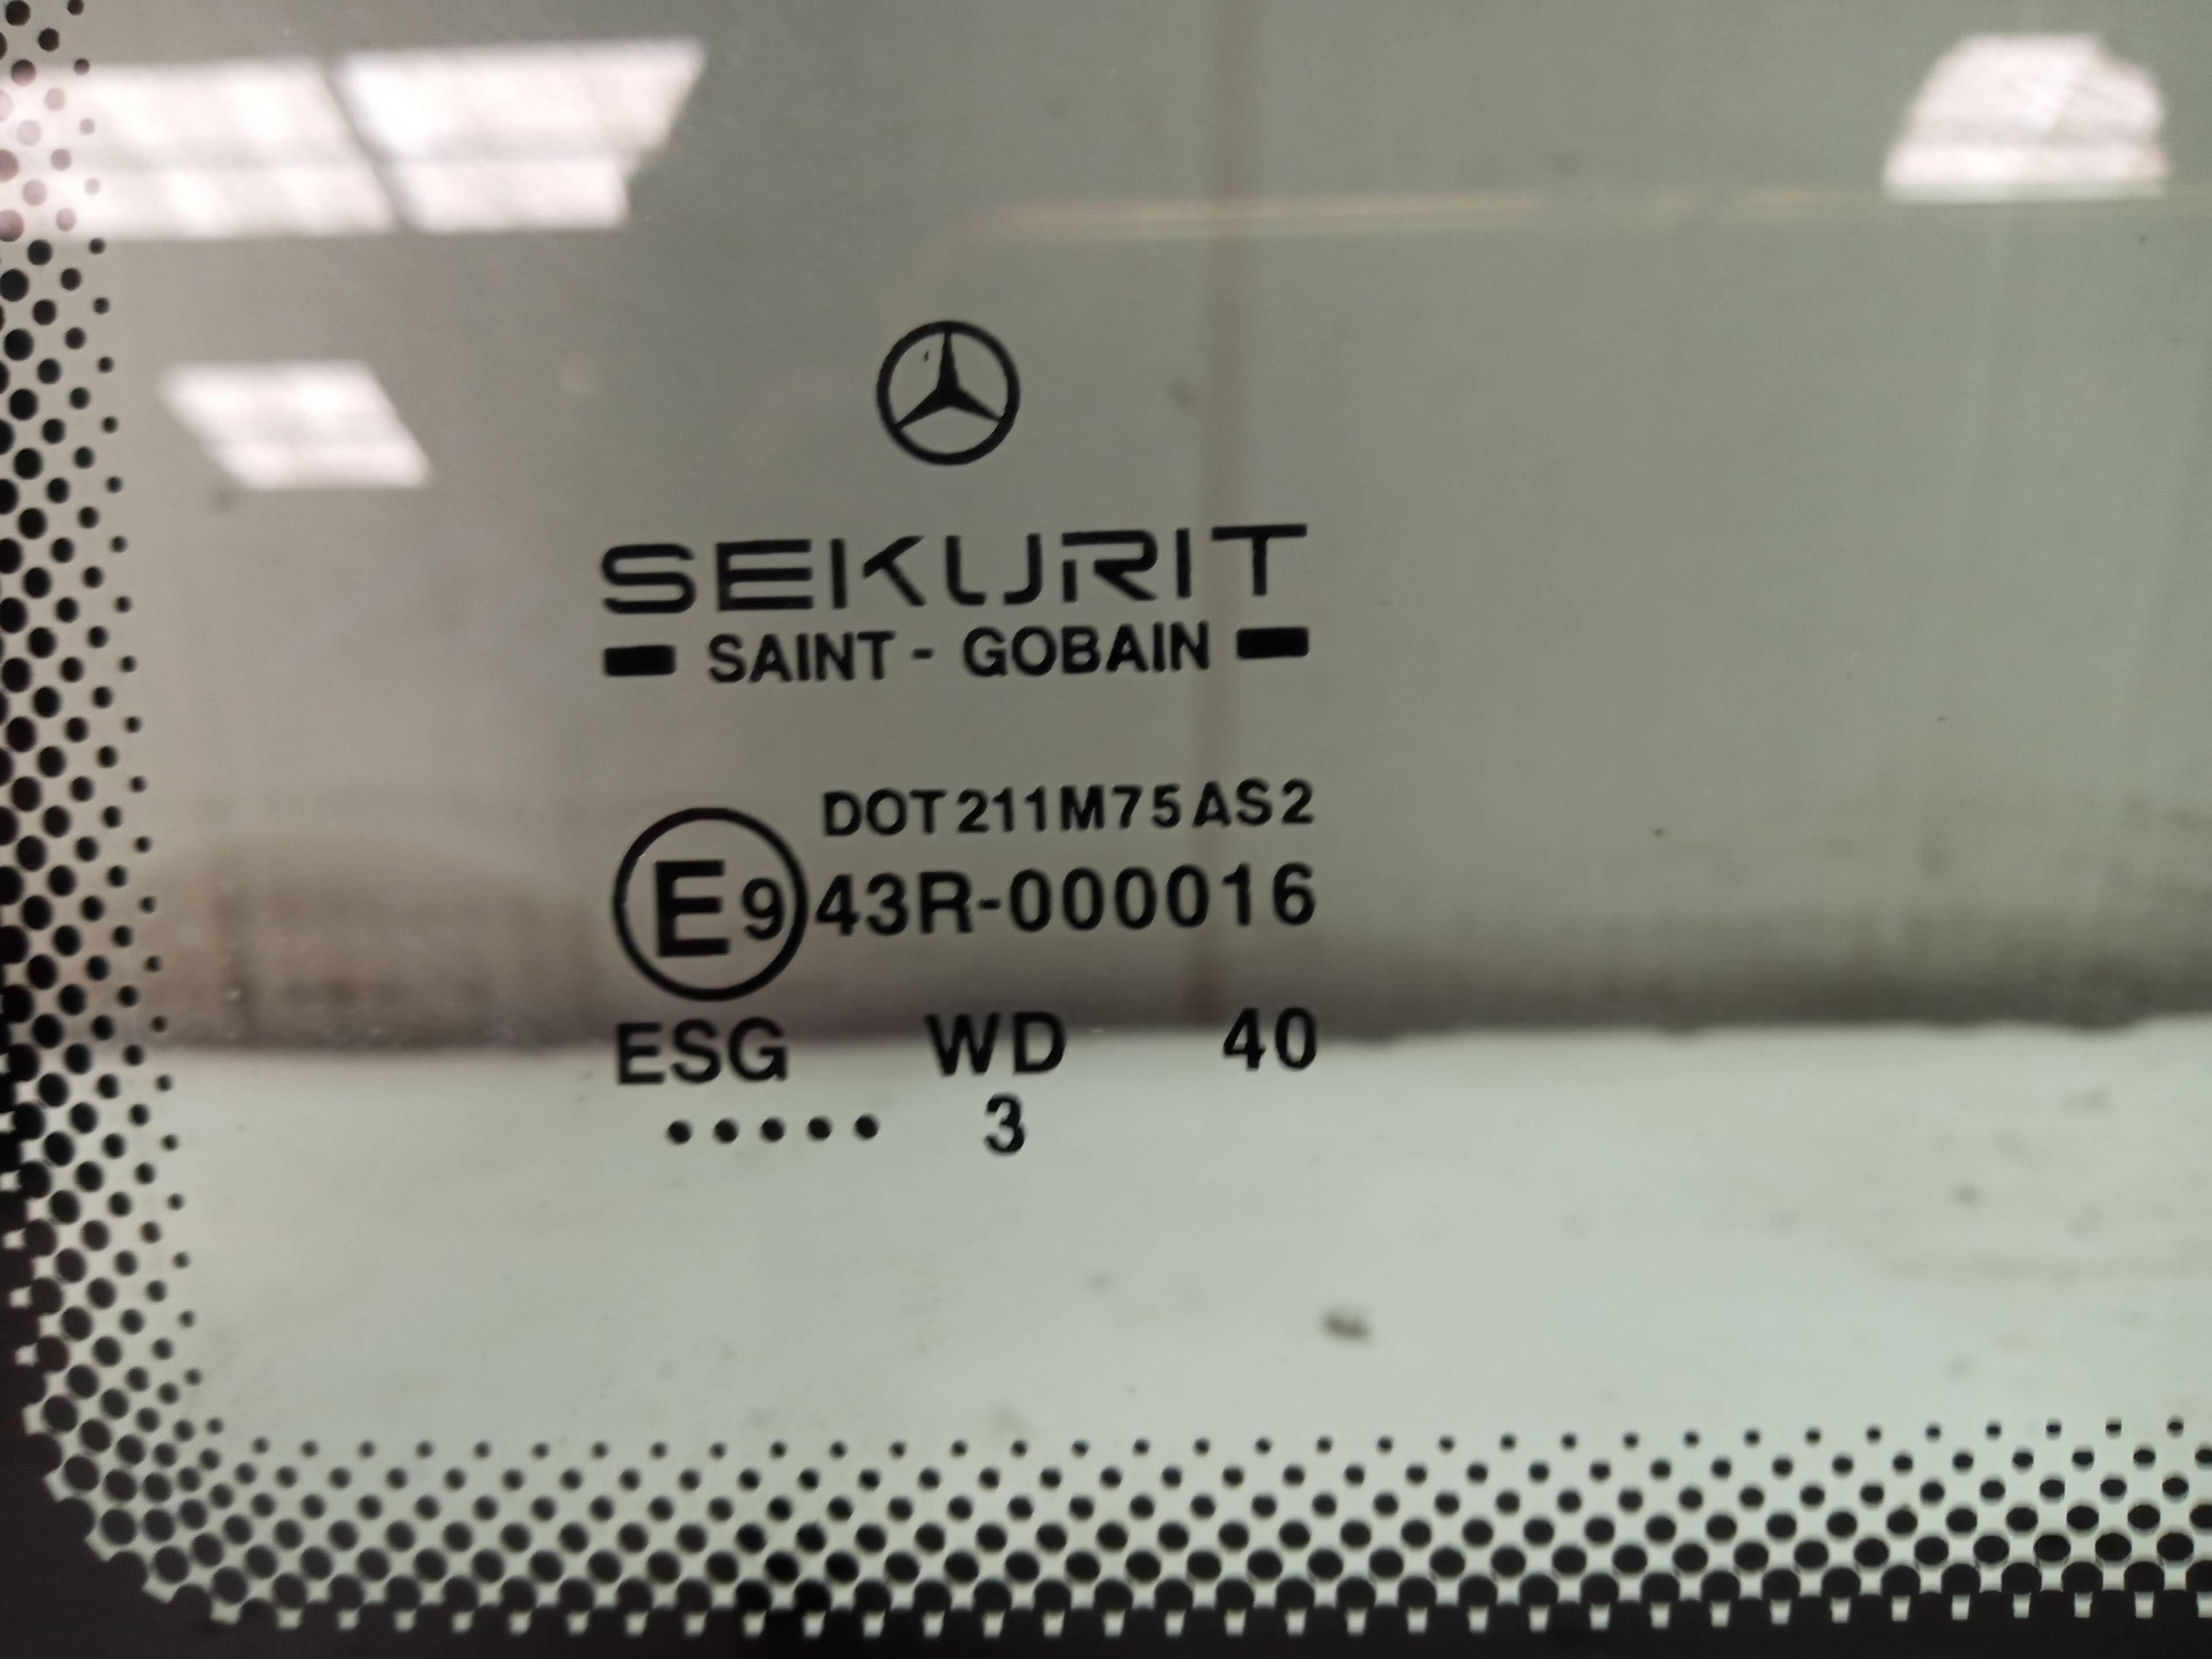 SEKURIT
SAINT - GOBAIN
DOT 211 M75 AS2
E9 43R-000016
ESG WD 40
..... 3